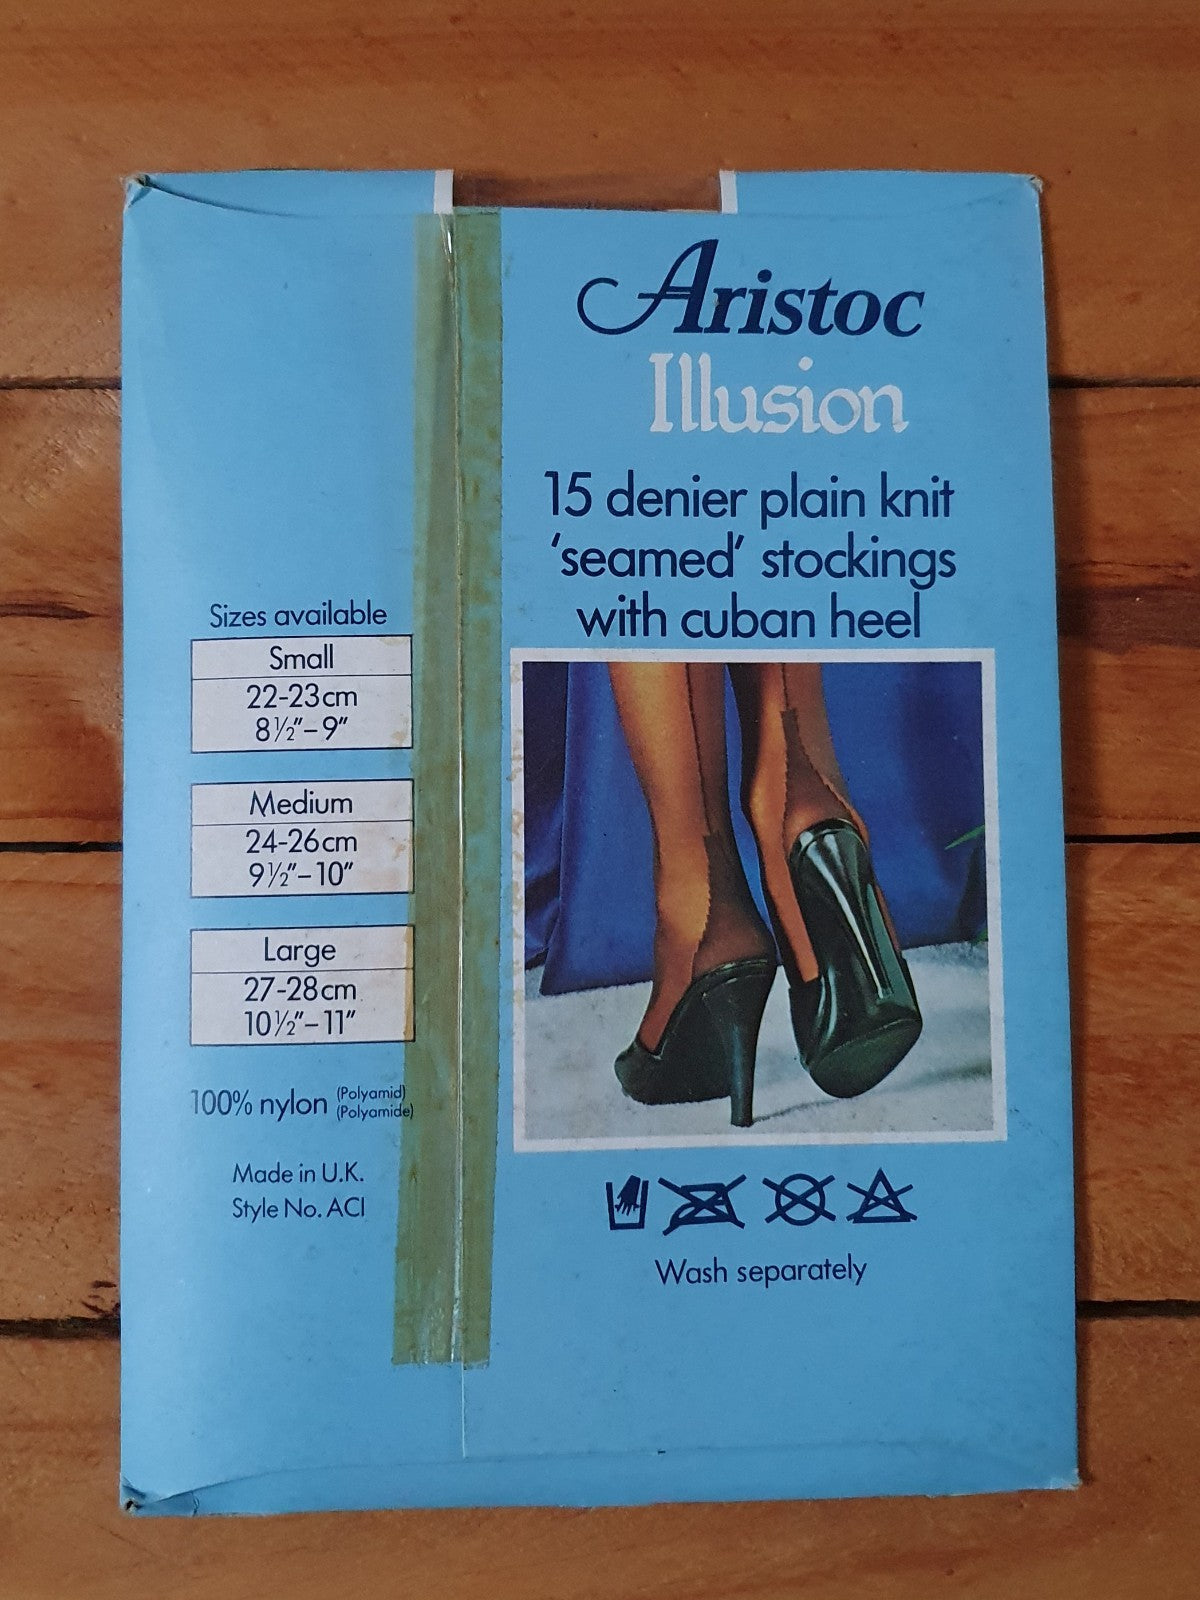 Aristoc
Illusion
15 denier plain knit
‘seamed’ stockings
with cuban heel
Sizes available
Small
22-23cm
8½″–9″
Medium
24-26cm
9½″–10″
Large
27-28cm
10½″–11″
100% nylon (Polyamid)
(Polyamide)
Made in U.K.
Style No. ACI
Wash separately